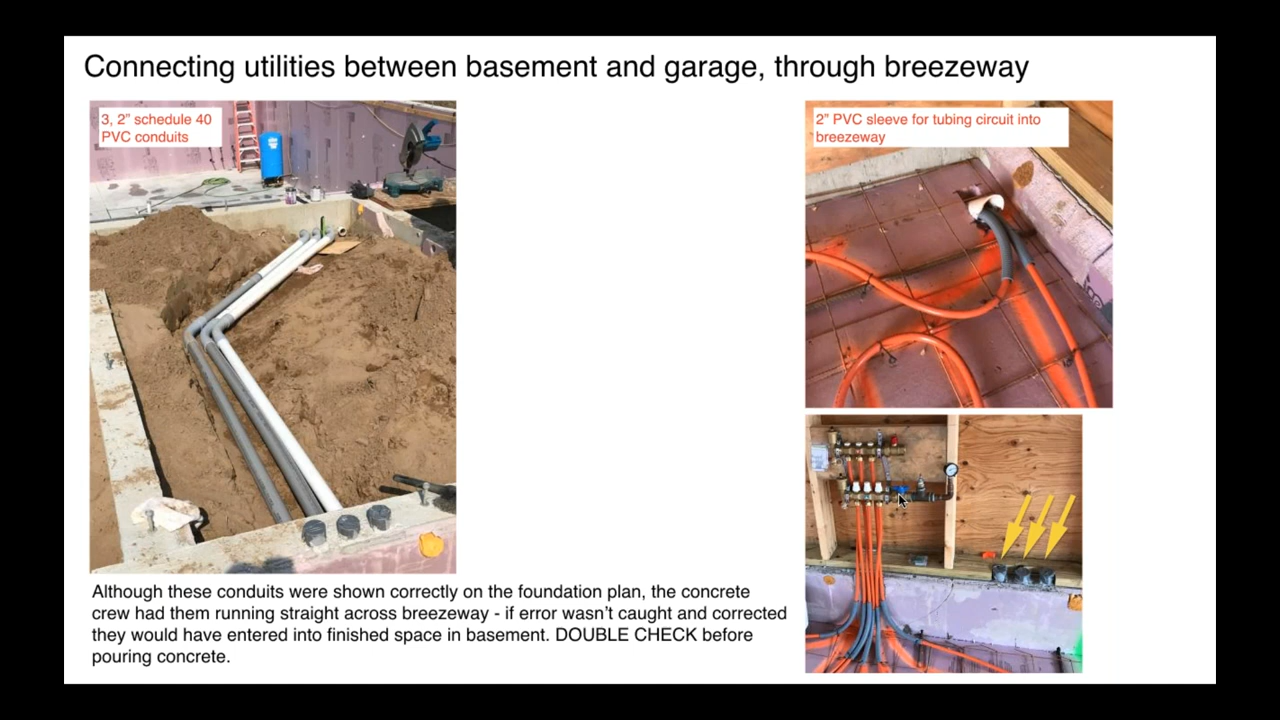 Connecting utilities between basement and garage, through breezeway
3, 2” schedule 40
PVC conduits
2” PVC sleeve for tubing circuit into
breezeway
Although these conduits were shown correctly on the foundation plan, the concrete
crew had them running straight across breezeway - if error wasn’t caught and corrected
they would have entered into finished space in basement. DOUBLE CHECK before
pouring concrete.